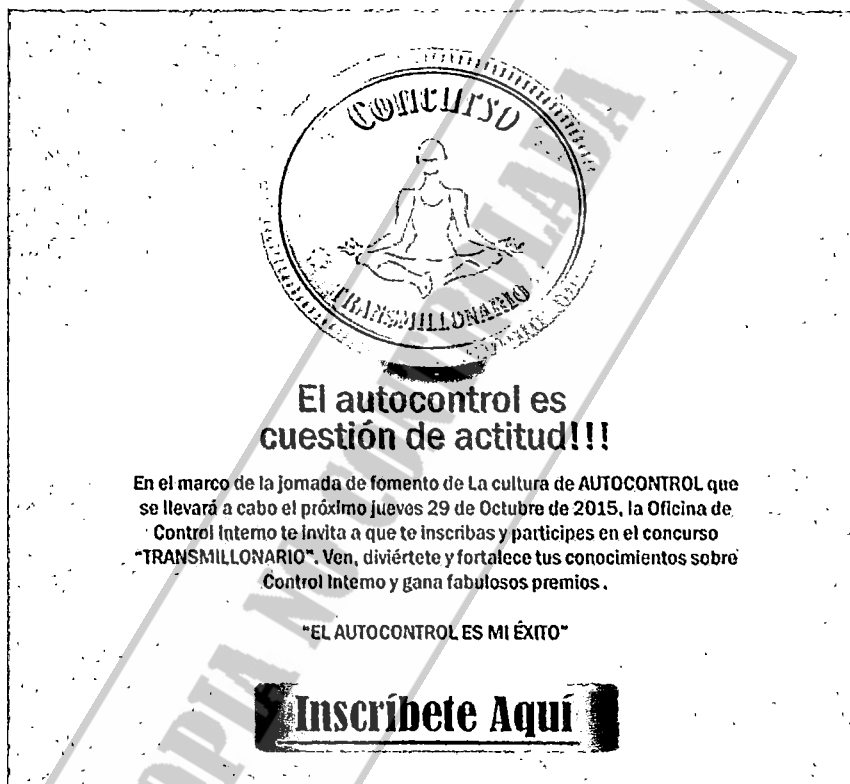 Concurso
TRANSMILLONARIO
El autocontrol es
cuestión de actitud!!!
En el marco de la jornada de fomento de La cultura de AUTOCONTROL que
se llevará a cabo el próximo jueves 29 de Octubre de 2015, la Oficina de
Control Interno te invita a que te inscribas y participes en el concurso
"TRANSMILLONARIO". Ven, diviértete y fortalece tus conocimientos sobre
Control Interno y gana fabulosos premios.
"EL AUTOCONTROL ES MI ÉXITO"
Inscríbete Aquí
COPIA NO CONTROLADA